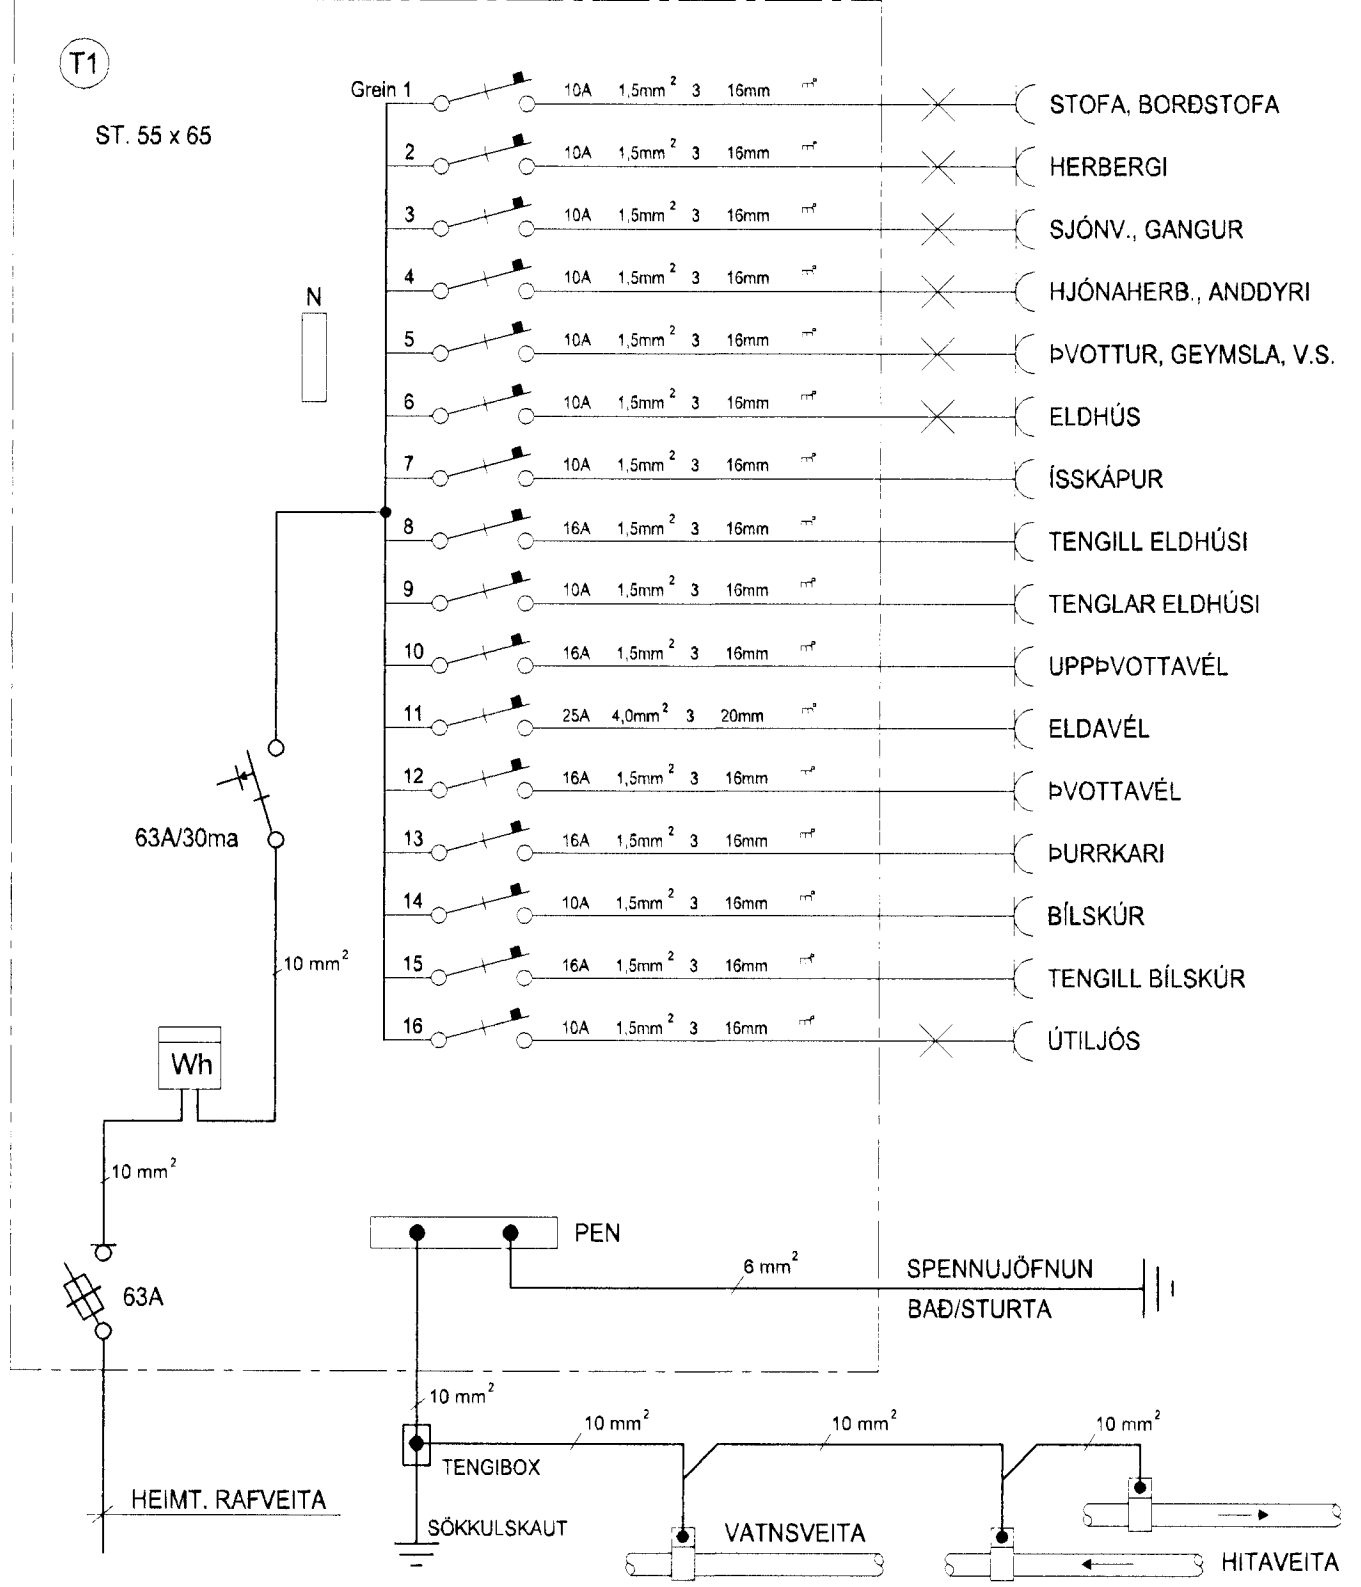 T1
ST. 55 x 65
Grein 1 10A 1,5mm² 3 16mm STOFA, BORÐSTOFA
2 10A 1,5mm² 3 16mm HERBERGI
3 10A 1,5mm² 3 16mm SJÓNV., GANGUR
4 10A 1,5mm² 3 16mm HJÓNAHERB., ANDDYRI
N
5 10A 1,5mm² 3 16mm ÞVOTTUR, GEYMSLA, V.S.
6 10A 1,5mm² 3 16mm ELDHÚS
7 10A 1,5mm² 3 16mm ÍSSKÁPUR
8 16A 1,5mm² 3 16mm TENGILL ELDHÚSI
9 10A 1,5mm² 3 16mm TENGLAR ELDHÚSI
10 16A 1,5mm² 3 16mm UPPÞVOTTAVÉL
11 25A 4,0mm² 3 20mm ELDAVÉL
12 16A 1,5mm² 3 16mm ÞVOTTAVÉL
13 16A 1,5mm² 3 16mm ÞURRKARI
63A/30ma
14 10A 1,5mm² 3 16mm BÍLSKÚR
15 16A 1,5mm² 3 16mm TENGILL BÍLSKÚR
10 mm²
16 10A 1,5mm² 3 16mm ÚTILJÓS
Wh
10 mm²
PEN
6 mm²
SPENNUJÖFNUN
BAÐ/STURTA
63A
10 mm²
10 mm² 10 mm² 10 mm²
TENGIBOX
HEIMT. RAFVEITA
SÖKKULSKAUT
VATNSVEITA
HITAVEITA